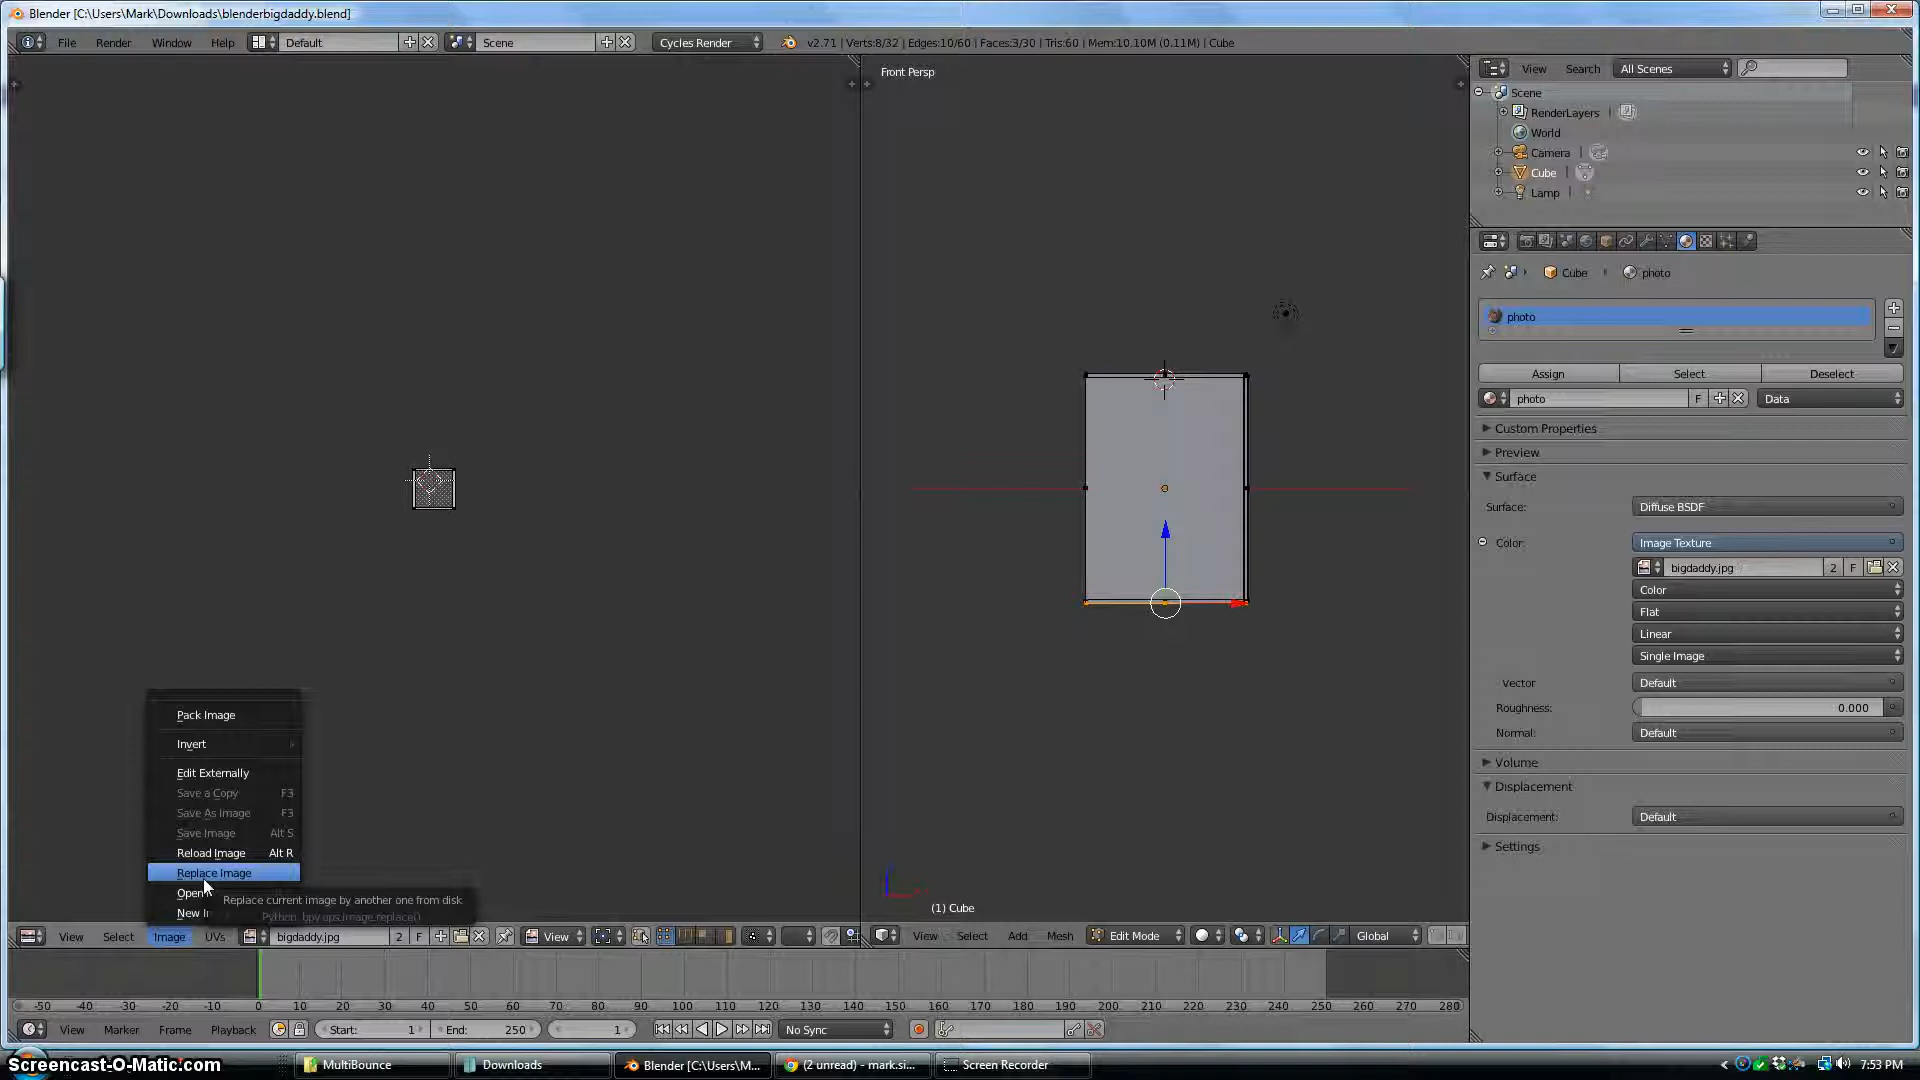 Blender [C:\Users\Mark\Downloads\blenderbigdaddy.blend]
File Render Window Help Default Scene Cycles Render v2.71 | Verts:8/32 | Edges:10/60 | Faces:3/30 | Tris:60 | Mem:10.10M (0.11M) | Cube
Front Persp
View Search All Scenes
Scene
RenderLayers
World
Camera
Cube
Lamp
Cube photo
photo
Assign Select Deselect
photo F Data
Custom Properties
Preview
Surface
Surface: Diffuse BSDF
Color: Image Texture
bigdaddy.jpg 2 F
Color
Flat
Linear
Single Image
Vector Default
Roughness: 0.000
Normal: Default
Volume
Displacement
Displacement: Default
Settings
Pack Image
Invert
Edit Externally
Save a Copy F3
Save As Image F3
Save Image Alt S
Reload Image Alt R
Replace Image
Open
New I
Replace current image by another one from disk
Python: bpy.ops.image.replace()
(1) Cube
View Select Image UVs bigdaddy.jpg 2 F View
View Select Add Mesh Edit Mode Global
-50 -40 -30 -20 -10 0 10 20 30 40 50 60 70 80 90 100 110 120 130 140 150 160 170 180 190 200 210 220 230 240 250 260 270 280
View Marker Frame Playback Start: 1 End: 250 1 No Sync
Screencast-O-Matic.com MultiBounce Downloads Blender [C:\Users\M... (2 unread) - mark.si... Screen Recorder 7:53 PM